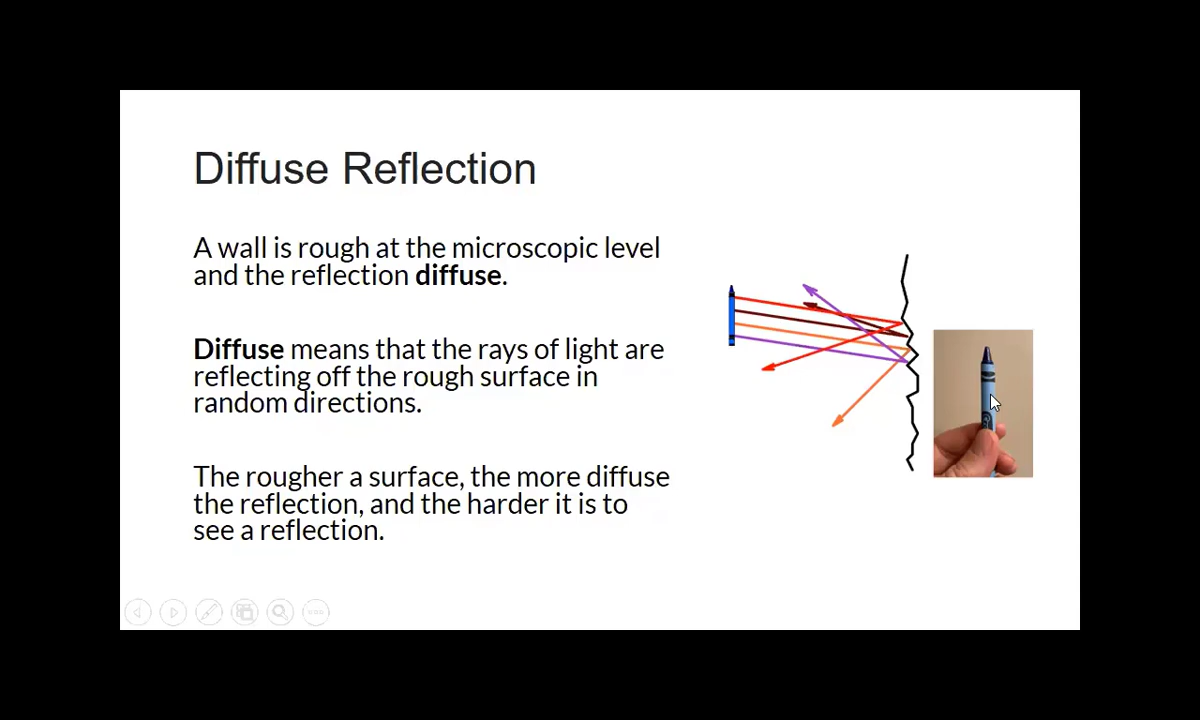 Diffuse Reflection
A wall is rough at the microscopic level
and the reflection diffuse.
Diffuse means that the rays of light are
reflecting off the rough surface in
random directions.
The rougher a surface, the more diffuse
the reflection, and the harder it is to
see a reflection.